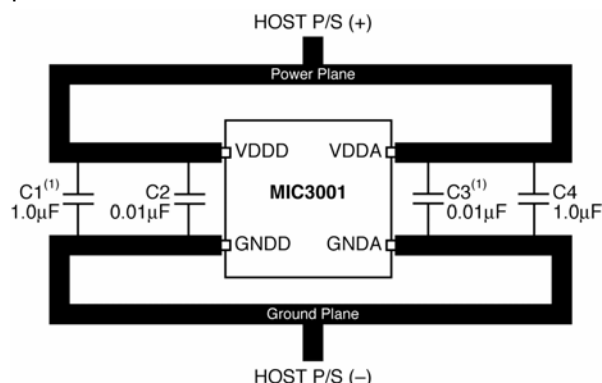 HOST P/S (+)
Power Plane
VDDD VDDA
C1(1) 1.0µF
C2 0.01µF
MIC3001
C3(1) 0.01µF
C4 1.0µF
GNDD GNDA
Ground Plane
HOST P/S (–)